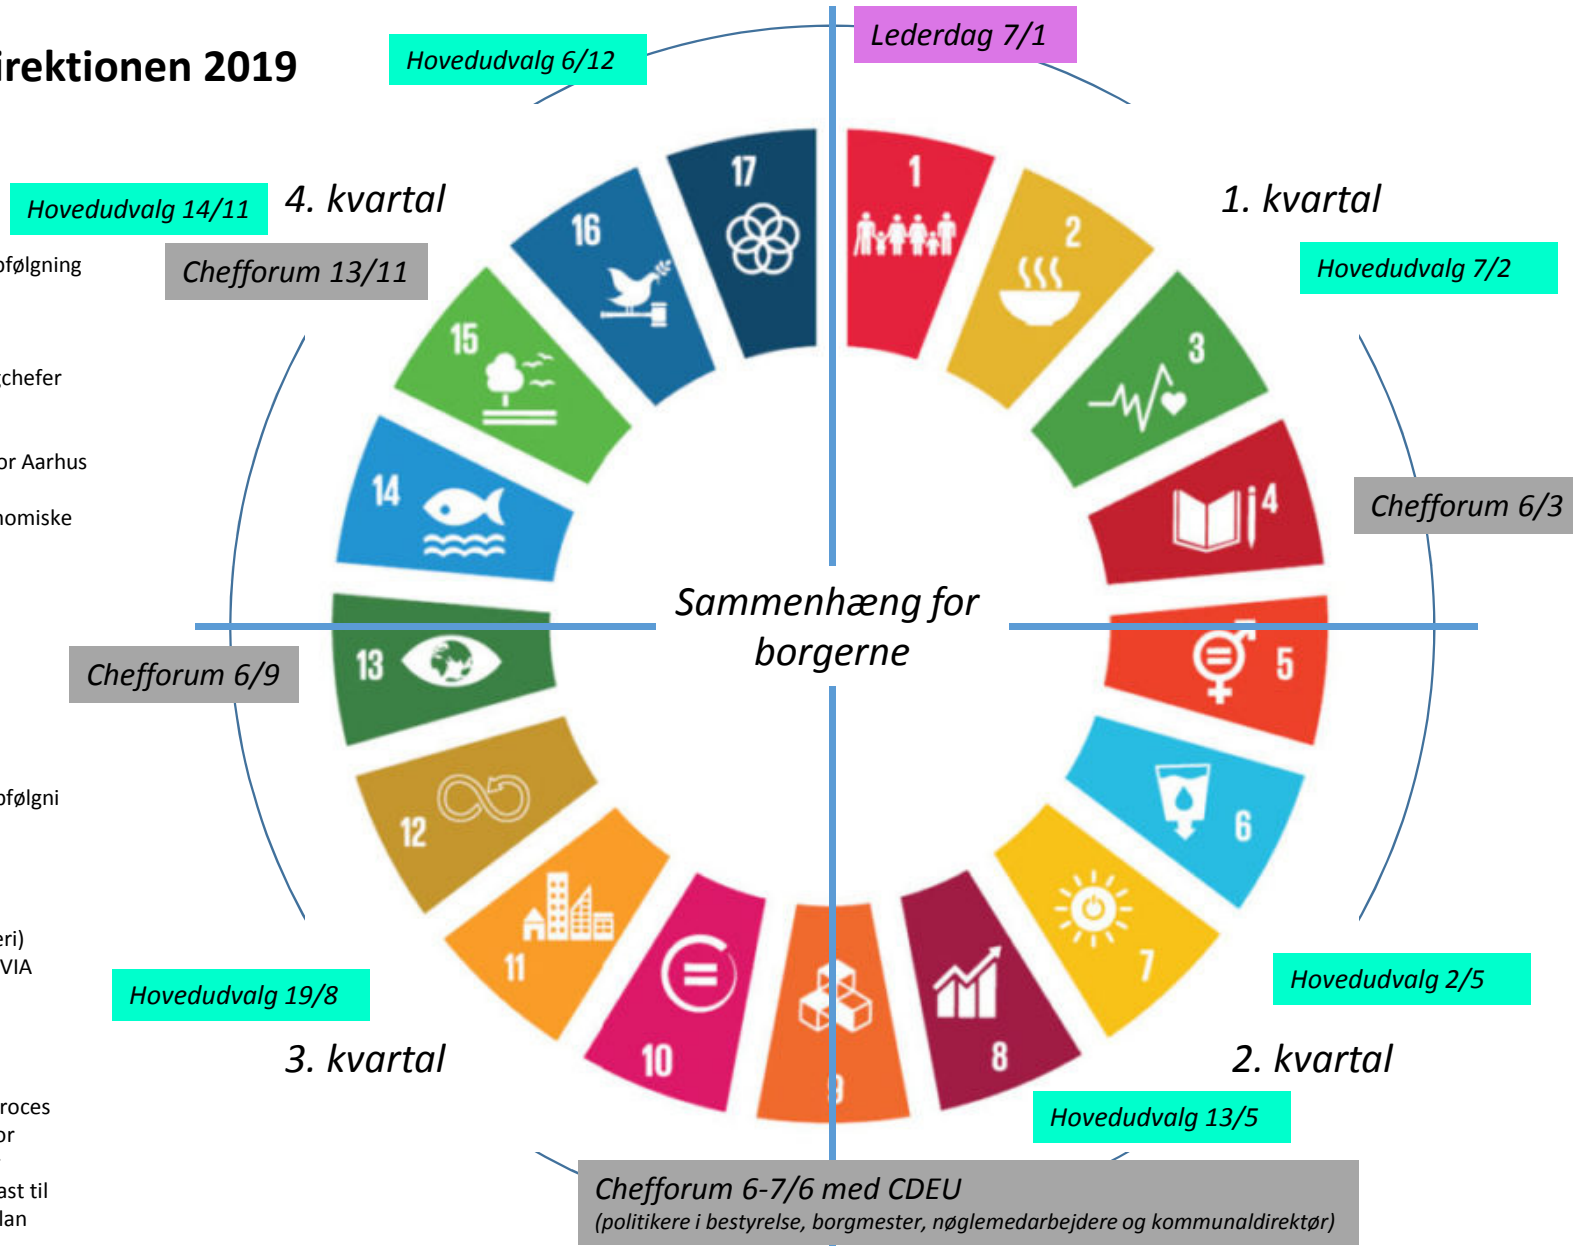 irektionen 2019
Hovedudvalg 6/12
Lederdag 7/1
4. kvartal
1. kvartal
Hovedudvalg 14/11
Chefforum 13/11
Hovedudvalg 7/2
Chefforum 6/3
Chefforum 6/9
Sammenhæng for
borgerne
Hovedudvalg 19/8
Hovedudvalg 2/5
3. kvartal
2. kvartal
Hovedudvalg 13/5
Chefforum 6-7/6 med CDEU
(politikere i bestyrelse, borgmester, nøglemedarbejdere og kommunaldirektør)
1
2
3
4
5
6
7
8
9
10
11
12
13
14
15
16
17
følgning
chefer
or Aarhus
nomiske
følgni
eri)
VIA
roces
or
ast til
lan